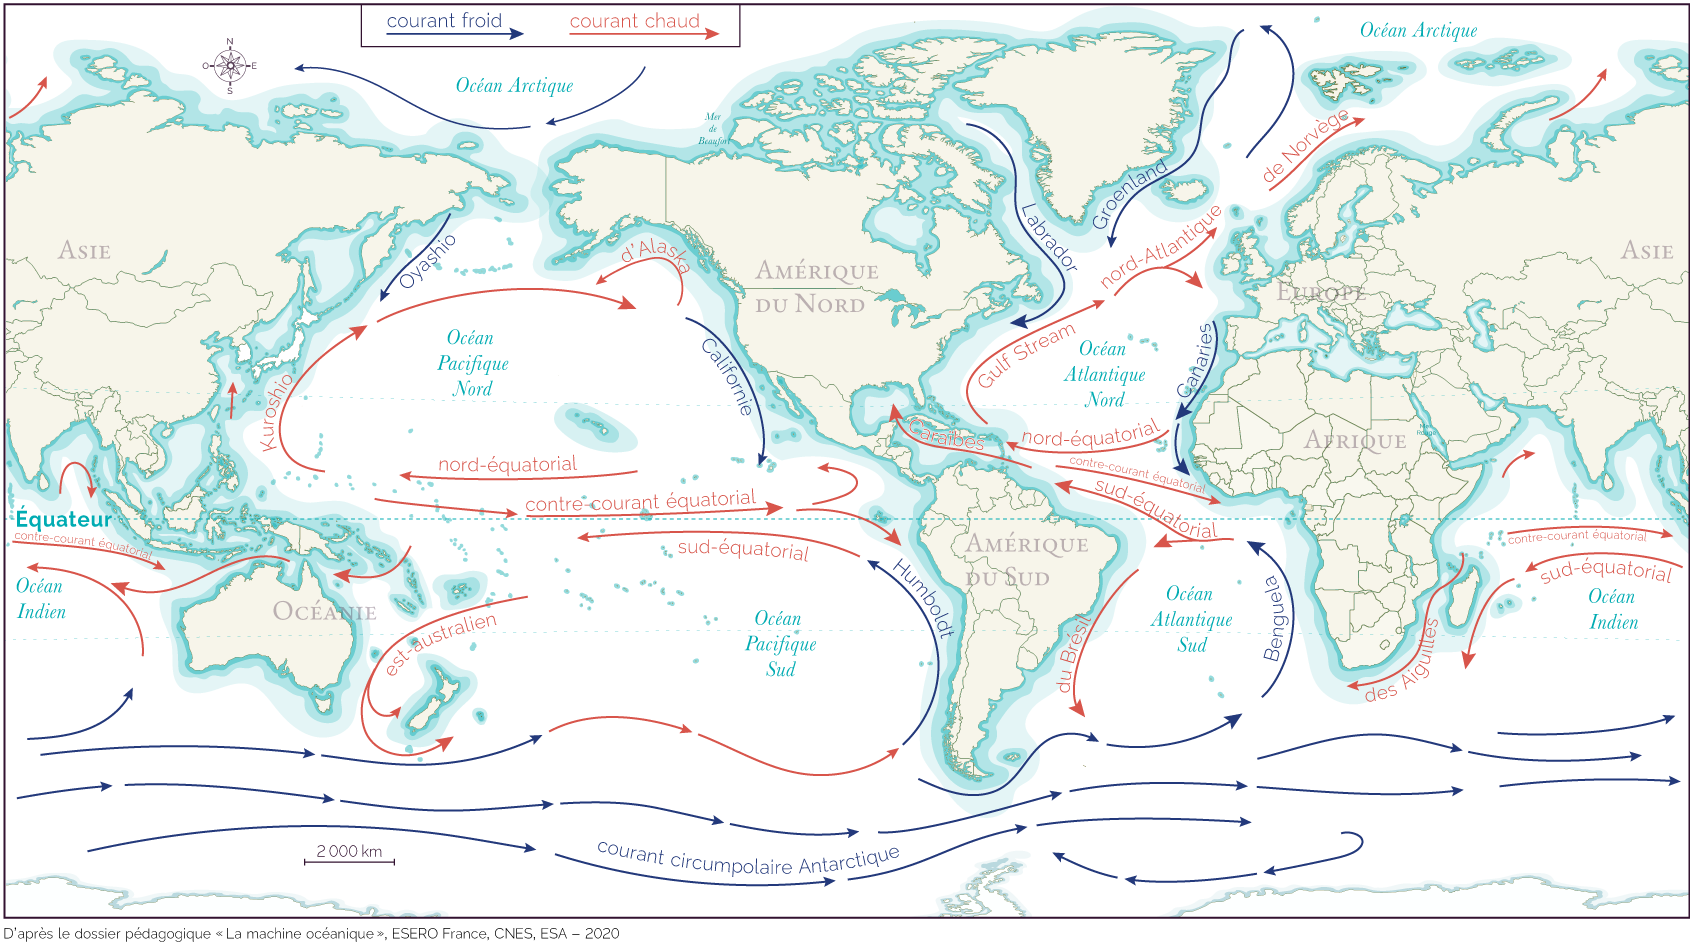 courant froid
courant chaud
N
O
E
S
Océan Arctique
Océan Arctique
Mer
de
Beaufort
de Norvège
Groenland
Labrador
nord-Atlantique
Oyashio
d'Alaska
Asie
Amérique
du Nord
Europe
Asie
Océan
Pacifique
Nord
Californie
Gulf Stream
Océan
Atlantique
Nord
Canaries
Kuroshio
Caraïbes
nord-équatorial
Afrique
Mer
Rouge
nord-équatorial
contre-courant équatorial
contre-courant équatorial
sud-équatorial
Équateur
contre-courant équatorial
sud-équatorial
Amérique
du Sud
contre-courant équatorial
sud-équatorial
Océan
Indien
Océanie
Humboldt
Océan
Atlantique
Sud
Benguela
Océan
Indien
est-australien
Océan
Pacifique
Sud
du Brésil
des Aiguilles
2 000 km
courant circumpolaire Antarctique
D'après le dossier pédagogique « La machine océanique », ESERO France, CNES, ESA – 2020